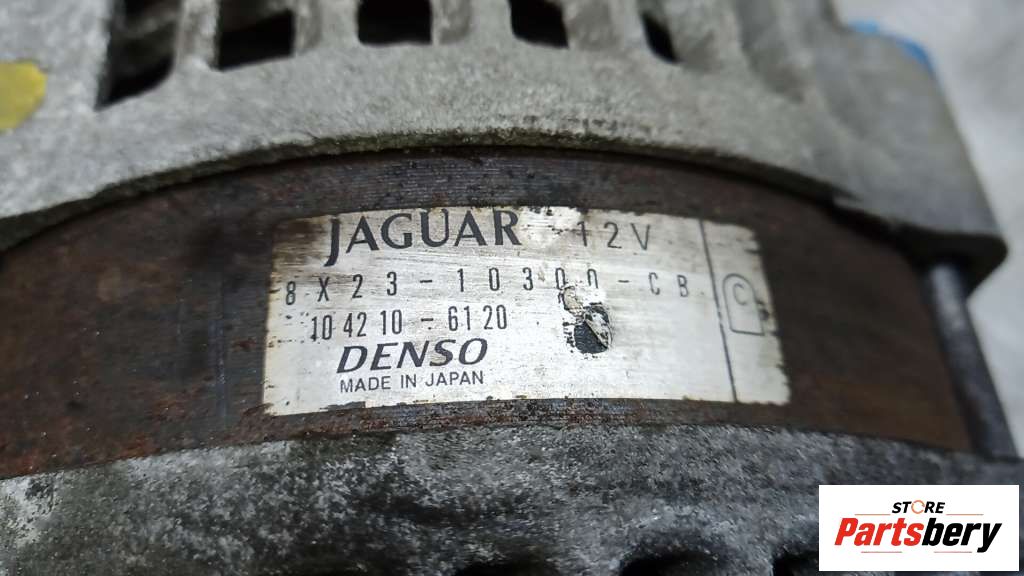 JAGUAR 12V
8X23-10300-CB
C
104210-6120
DENSO
MADE IN JAPAN
STORE
Partsbery